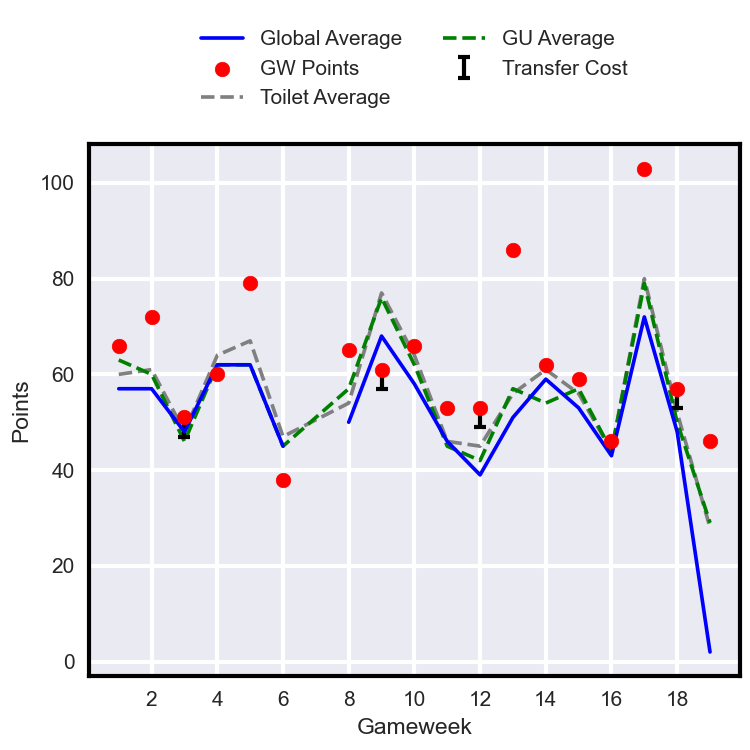 Global Average
GW Points
Toilet Average
GU Average
Transfer Cost
100
80
60
40
20
0
Points
2 4 6 8 10 12 14 16 18
Gameweek